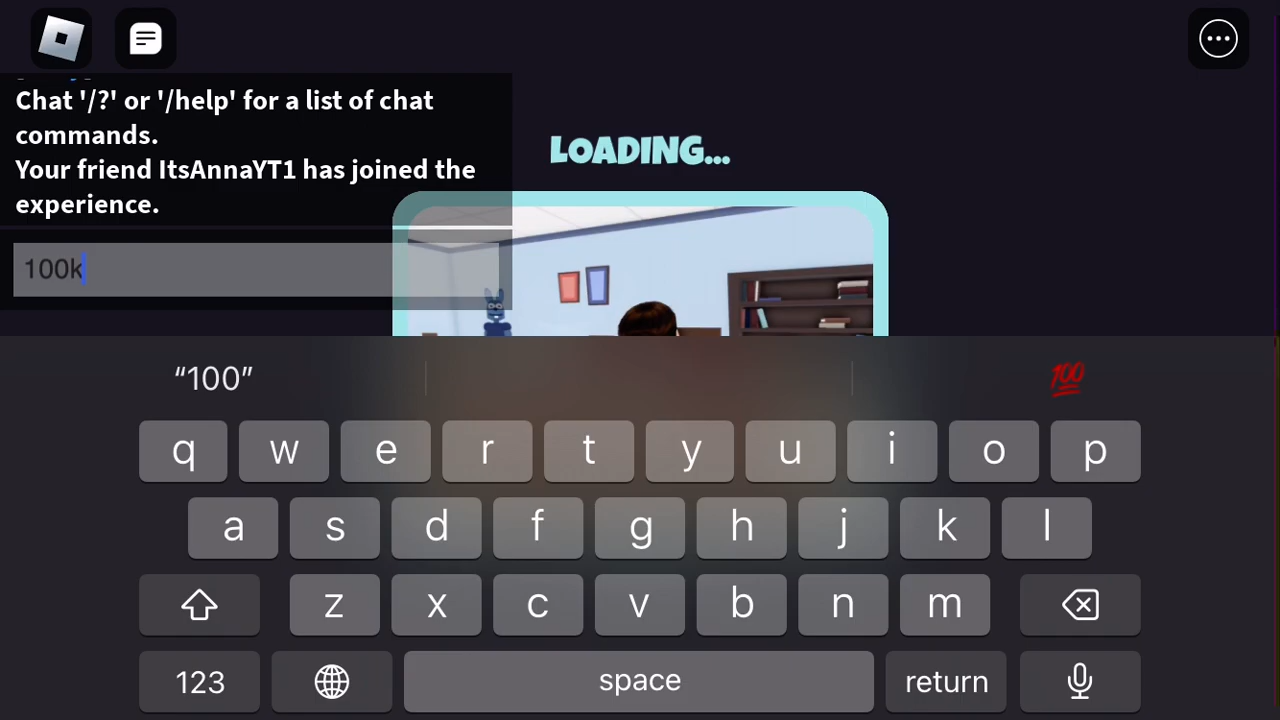 Chat '/?' or '/help' for a list of chat
commands.
Your friend ItsAnnaYT1 has joined the
experience.
LOADING...
100k
“100”
💯
q w e r t y u i o p
a s d f g h j k l
z x c v b n m
123 space return